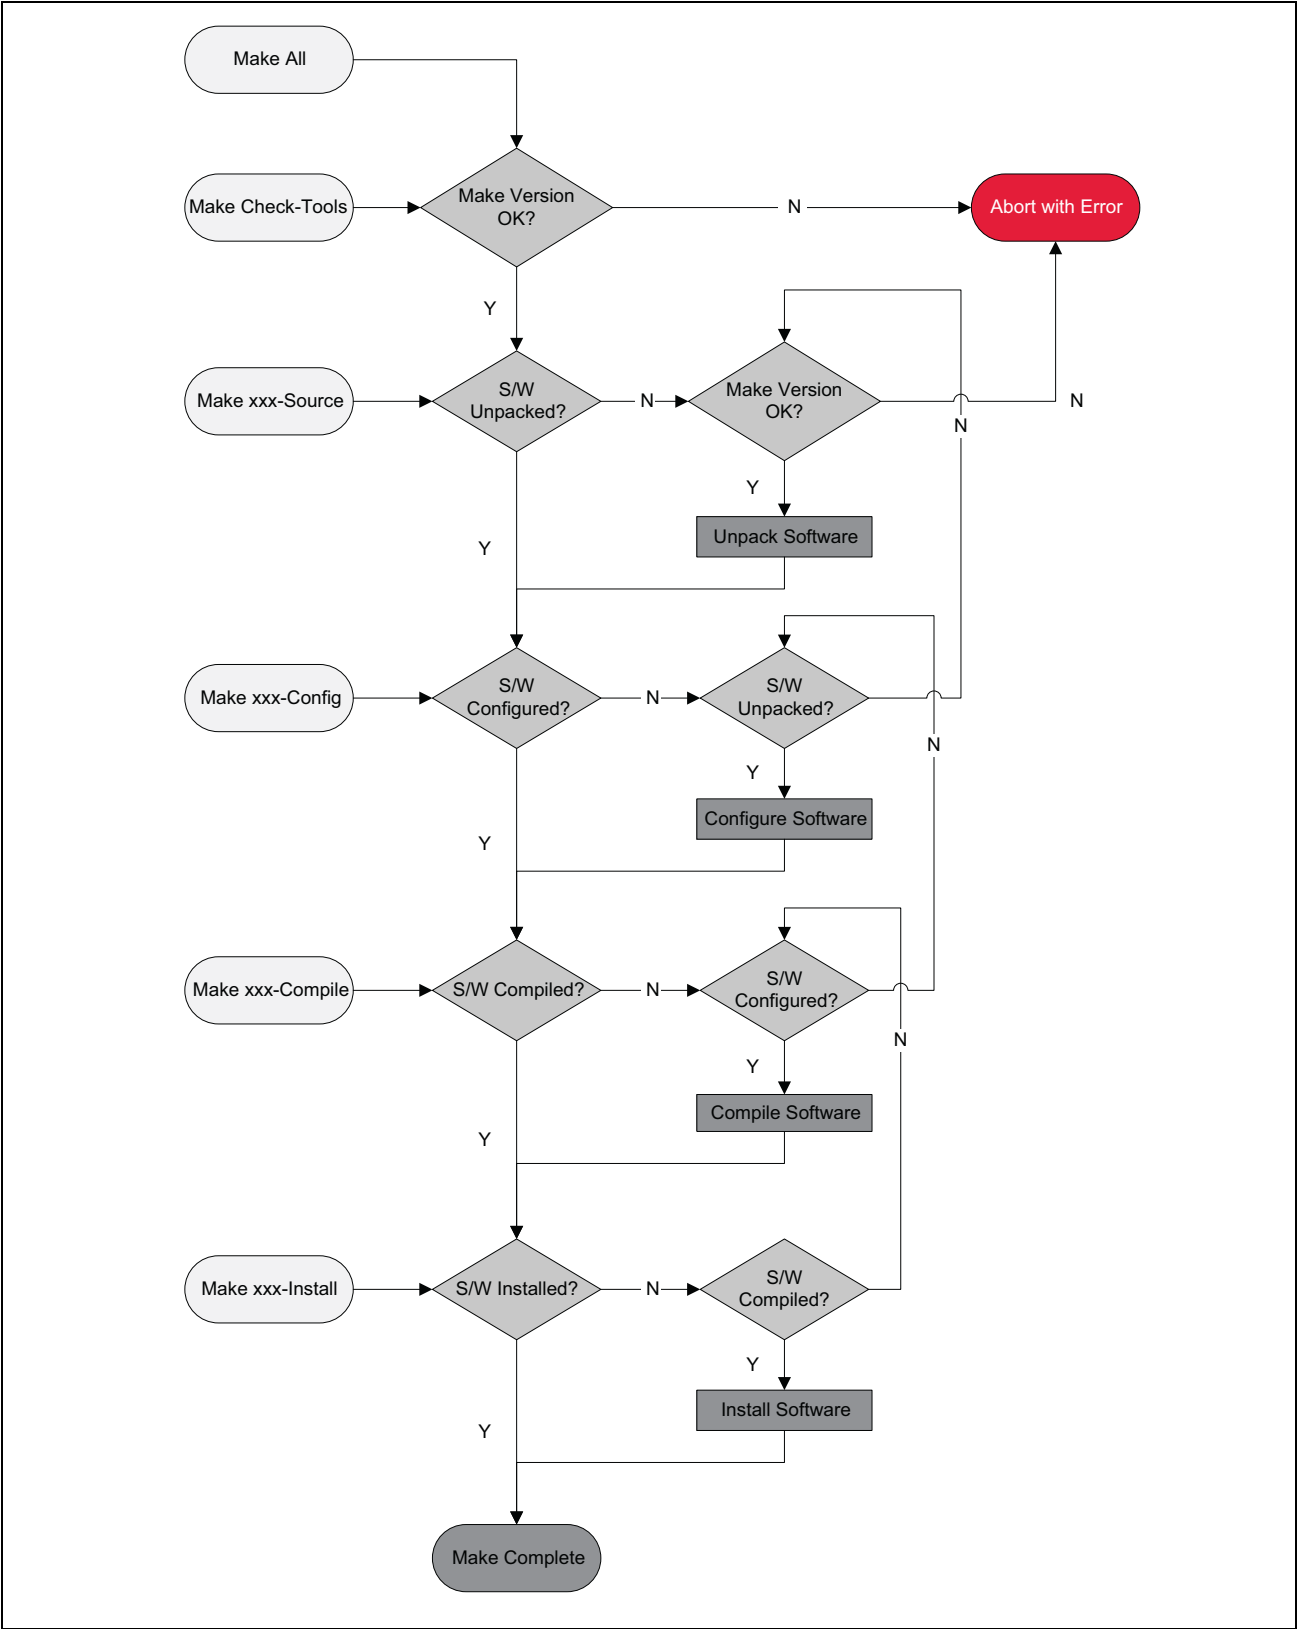 Make All
Make Check-Tools
Make Version
OK?
N
Abort with Error
Y
Make xxx-Source
S/W
Unpacked?
N
Make Version
OK?
N
N
Y
Unpack Software
Y
Make xxx-Config
S/W
Configured?
N
S/W
Unpacked?
N
Y
Configure Software
Y
Make xxx-Compile
S/W Compiled?
N
S/W
Configured?
N
Y
Compile Software
Y
Make xxx-Install
S/W Installed?
N
S/W
Compiled?
Y
Install Software
Y
Make Complete